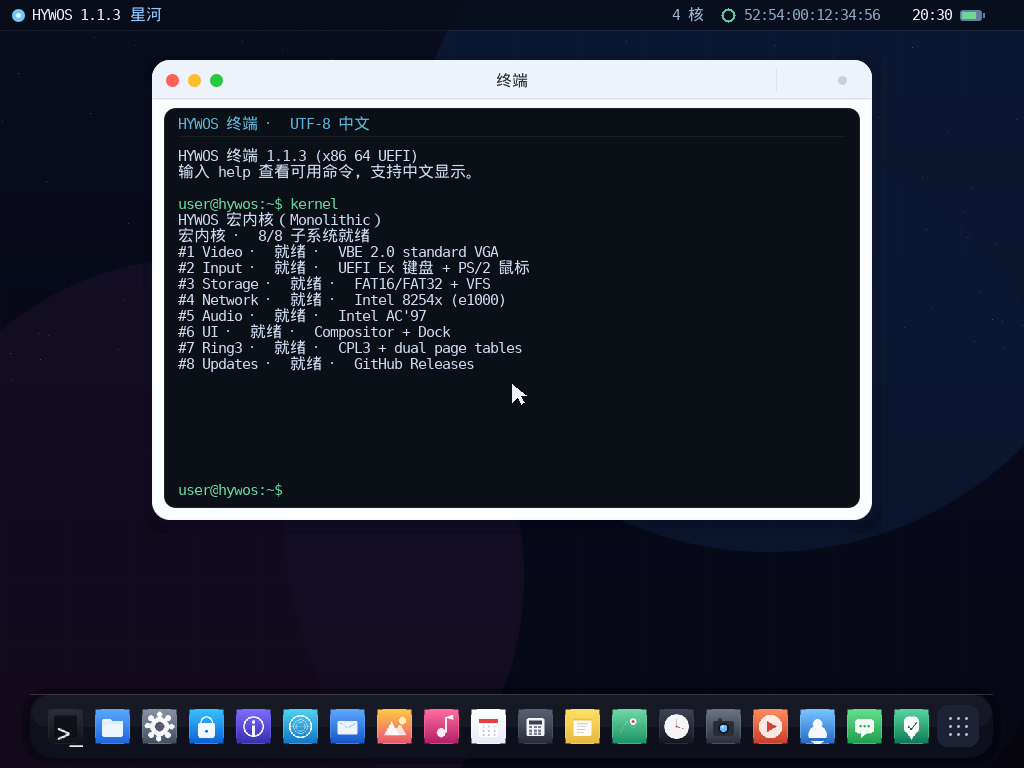 HYWOS 1.1.3 星河
4 核 52:54:00:12:34:56 20:30
终端
HYWOS 终端 · UTF-8 中文
HYWOS 终端 1.1.3 (x86 64 UEFI)
输入 help 查看可用命令, 支持中文显示。
user@hywos:~$ kernel
HYWOS 宏内核 (Monolithic)
宏内核 · 8/8 子系统就绪
#1 Video · 就绪 · VBE 2.0 standard VGA
#2 Input · 就绪 · UEFI Ex 键盘 + PS/2 鼠标
#3 Storage · 就绪 · FAT16/FAT32 + VFS
#4 Network · 就绪 · Intel 8254x (e1000)
#5 Audio · 就绪 · Intel AC'97
#6 UI · 就绪 · Compositor + Dock
#7 Ring3 · 就绪 · CPL3 + dual page tables
#8 Updates · 就绪 · GitHub Releases
user@hywos:~$
>_